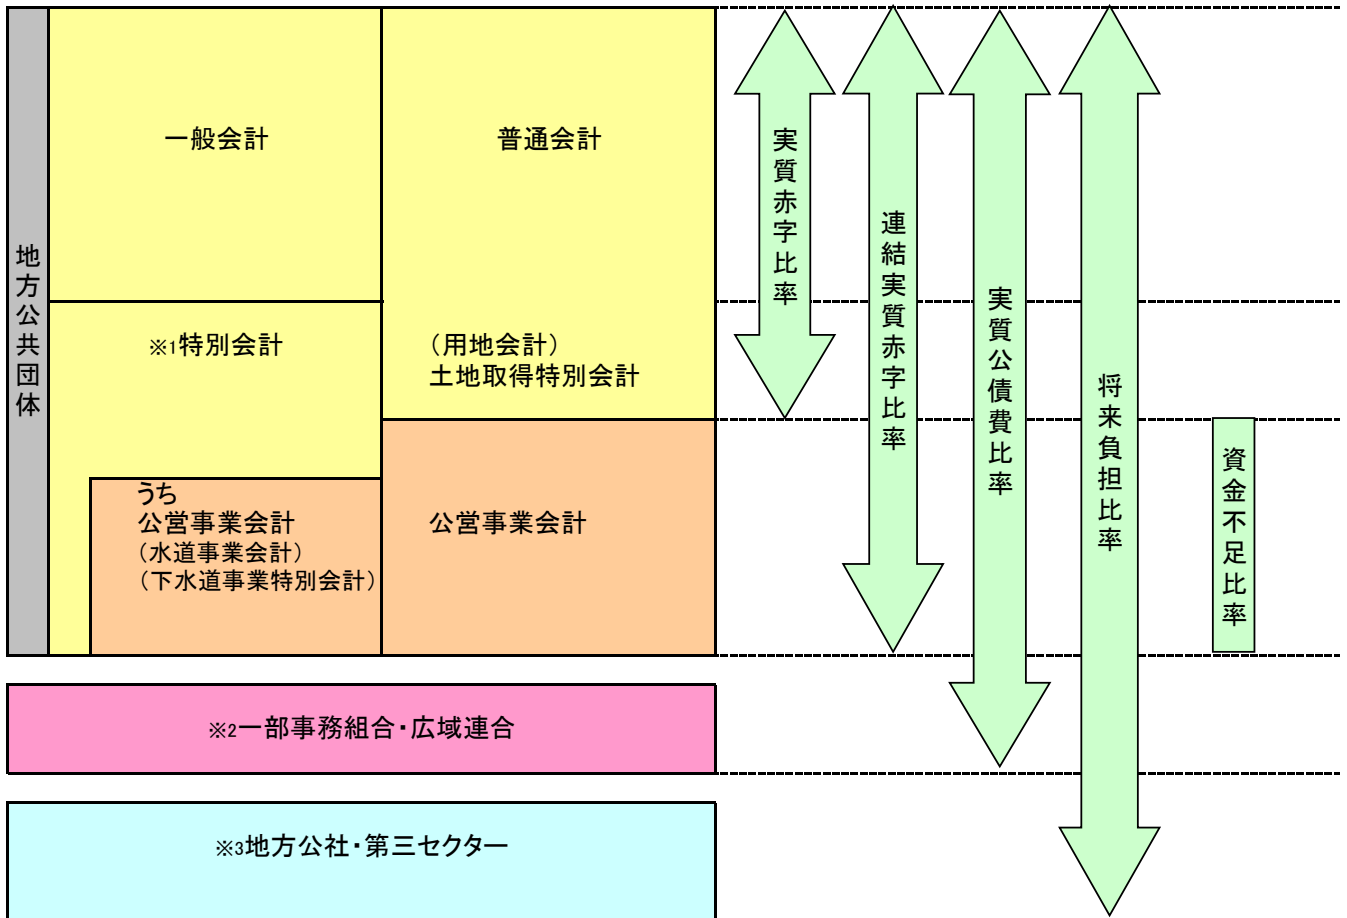 地方公共団体
一般会計
普通会計
※1特別会計
（用地会計）
土地取得特別会計
うち
公営事業会計
（水道事業会計）
（下水道事業特別会計）
公営事業会計
※2一部事務組合・広域連合
※3地方公社・第三セクター
実質赤字比率
連結実質赤字比率
実質公債費比率
将来負担比率
資金不足比率